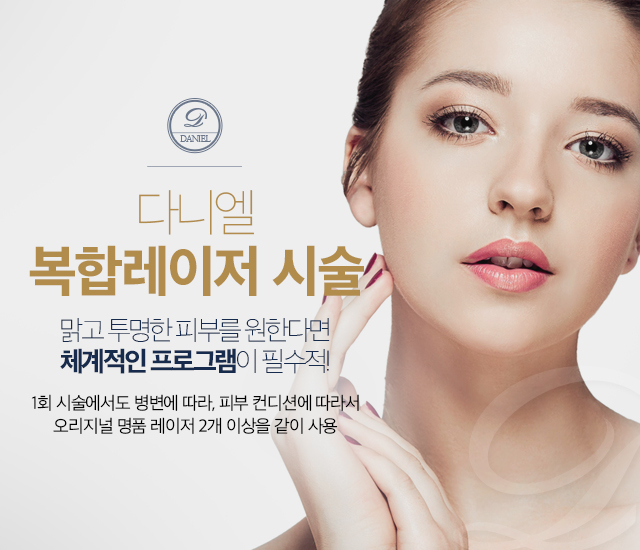 DANIEL
다니엘
복합레이저 시술
맑고 투명한 피부를 원한다면
체계적인 프로그램이 필수적!
1회 시술에서도 병변에 따라, 피부 컨디션에 따라서
오리지널 명품 레이저 2개 이상을 같이 사용